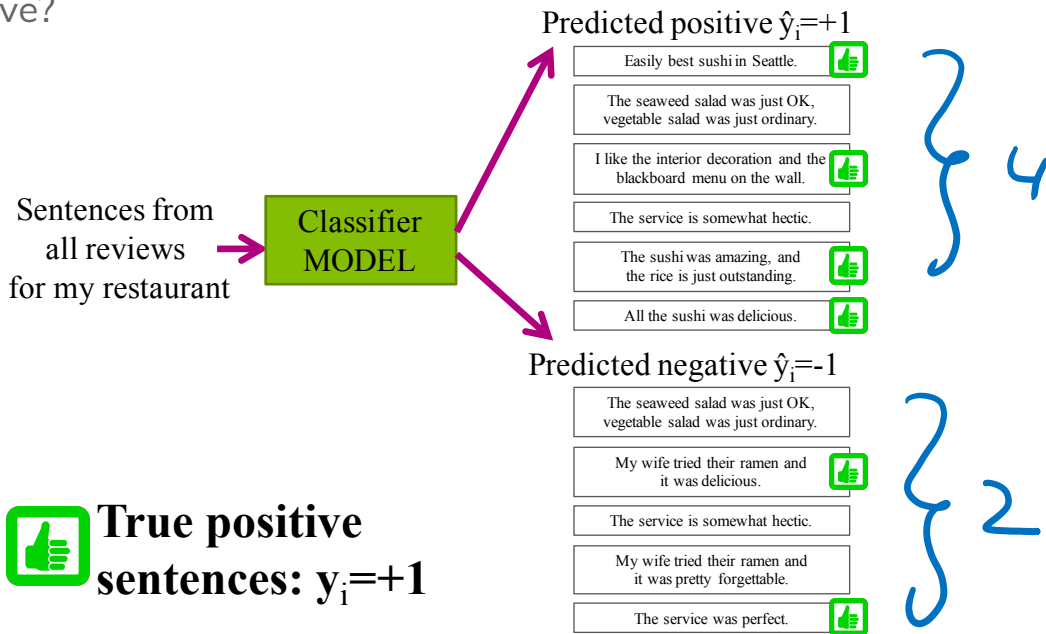 ve?
Predicted positive ŷi=+1
Easily best sushi in Seattle.
The seaweed salad was just OK,
vegetable salad was just ordinary.
I like the interior decoration and the
blackboard menu on the wall.
The service is somewhat hectic.
The sushi was amazing, and
the rice is just outstanding.
All the sushi was delicious.
4
Sentences from
all reviews
for my restaurant
Classifier
MODEL
Predicted negative ŷi=-1
The seaweed salad was just OK,
vegetable salad was just ordinary.
My wife tried their ramen and
it was delicious.
The service is somewhat hectic.
My wife tried their ramen and
it was pretty forgettable.
The service was perfect.
2
True positive
sentences: yi=+1